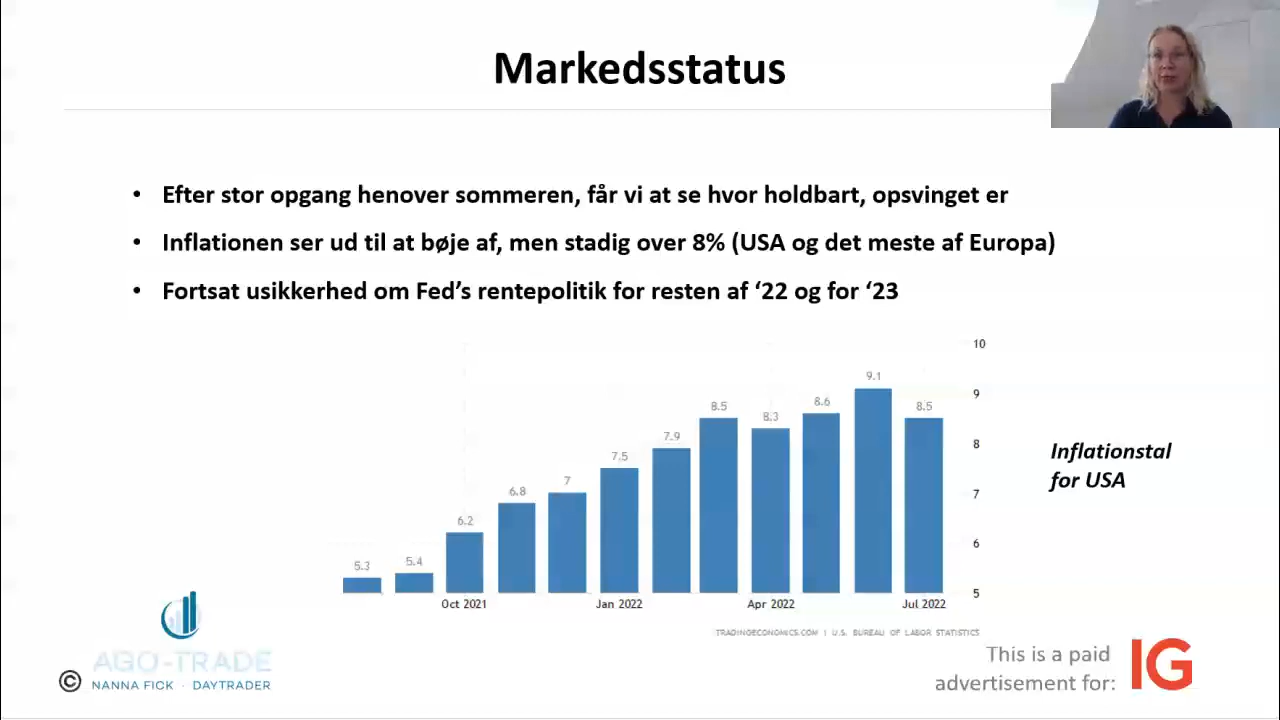 Markedsstatus
• Efter stor opgang henover sommeren, får vi at se hvor holdbart, opsvinget er
• Inflationen ser ud til at bøje af, men stadig over 8% (USA og det meste af Europa)
• Fortsat usikkerhed om Fed’s rentepolitik for resten af ‘22 og for ‘23
10
9
8
7
6
5
5.3
5.4
6.2
6.8
7
7.5
7.9
8.5
8.3
8.6
9.1
8.5
Oct 2021
Jan 2022
Apr 2022
Jul 2022
TRADINGECONOMICS.COM | U.S. BUREAU OF LABOR STATISTICS
Inflationstal
for USA
AGO-TRADE
© NANNA FICK · DAYTRADER
This is a paid
advertisement for:
IG